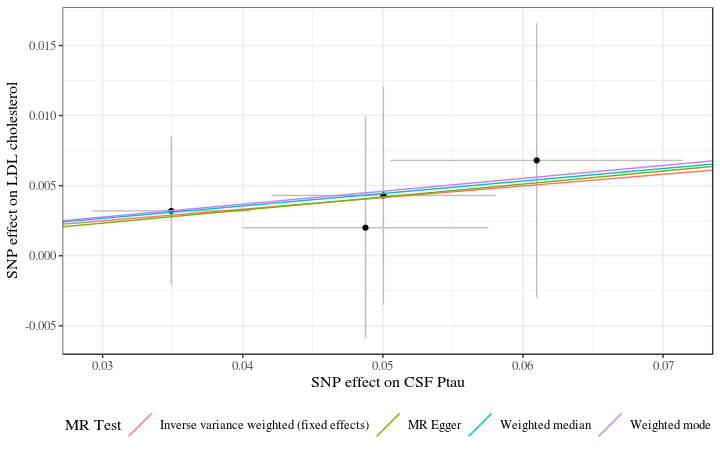 SNP effect on LDL cholesterol
0.015
0.010
0.005
0.000
-0.005
0.03 0.04 0.05 0.06 0.07
SNP effect on CSF Ptau
MR Test Inverse variance weighted (fixed effects) MR Egger Weighted median Weighted mode